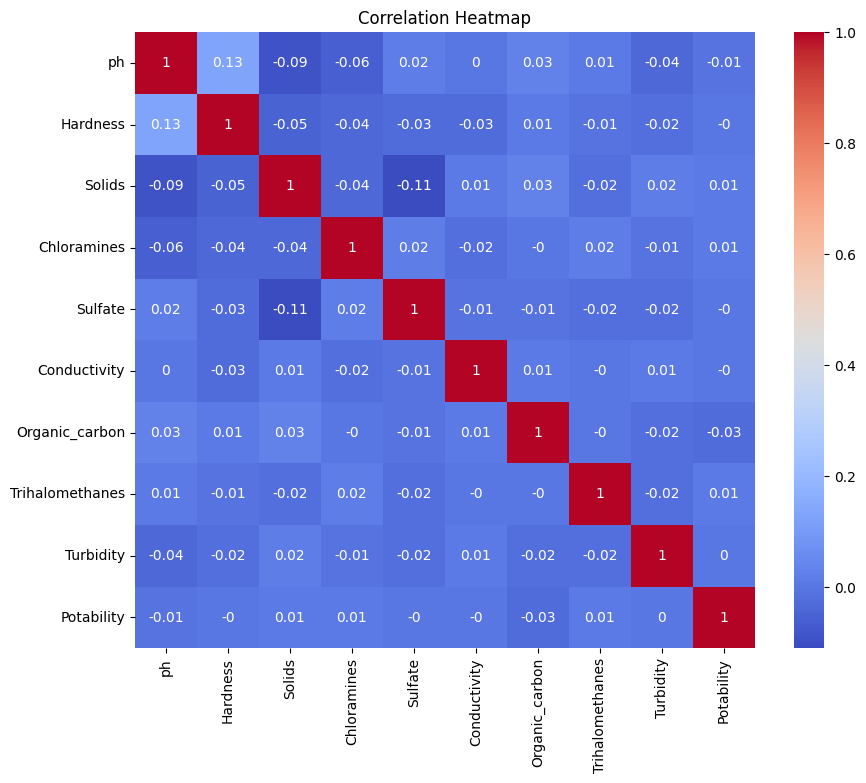 Correlation Heatmap
ph 1 0.13 -0.09 -0.06 0.02 0 0.03 0.01 -0.04 -0.01
Hardness 0.13 1 -0.05 -0.04 -0.03 -0.03 0.01 -0.01 -0.02 -0
Solids -0.09 -0.05 1 -0.04 -0.11 0.01 0.03 -0.02 0.02 0.01
Chloramines -0.06 -0.04 -0.04 1 0.02 -0.02 -0 0.02 -0.01 0.01
Sulfate 0.02 -0.03 -0.11 0.02 1 -0.01 -0.01 -0.02 -0.02 -0
Conductivity 0 -0.03 0.01 -0.02 -0.01 1 0.01 -0 0.01 -0
Organic_carbon 0.03 0.01 0.03 -0 -0.01 0.01 1 -0 -0.02 -0.03
Trihalomethanes 0.01 -0.01 -0.02 0.02 -0.02 -0 -0 1 -0.02 0.01
Turbidity -0.04 -0.02 0.02 -0.01 -0.02 0.01 -0.02 -0.02 1 0
Potability -0.01 -0 0.01 0.01 -0 -0 -0.03 0.01 0 1
ph
Hardness
Solids
Chloramines
Sulfate
Conductivity
Organic_carbon
Trihalomethanes
Turbidity
Potability
1.0
0.8
0.6
0.4
0.2
0.0